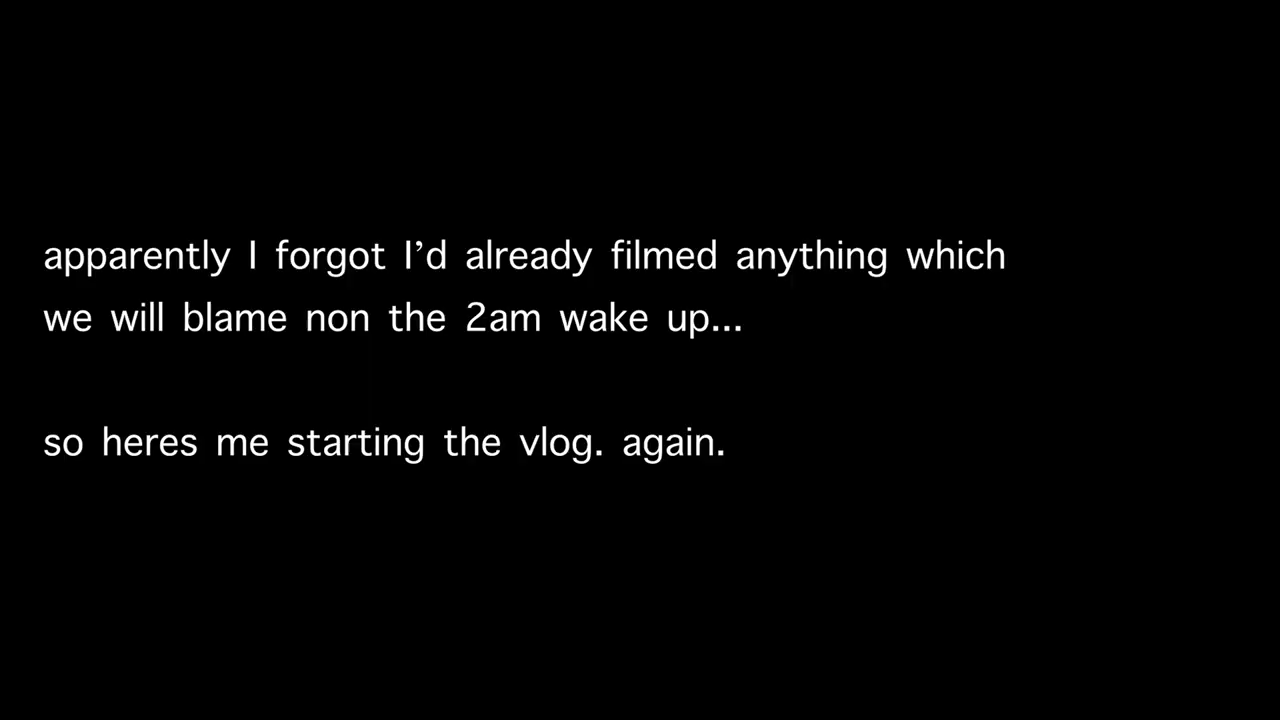 apparently I forgot I’d already filmed anything which
we will blame non the 2am wake up...
so heres me starting the vlog. again.